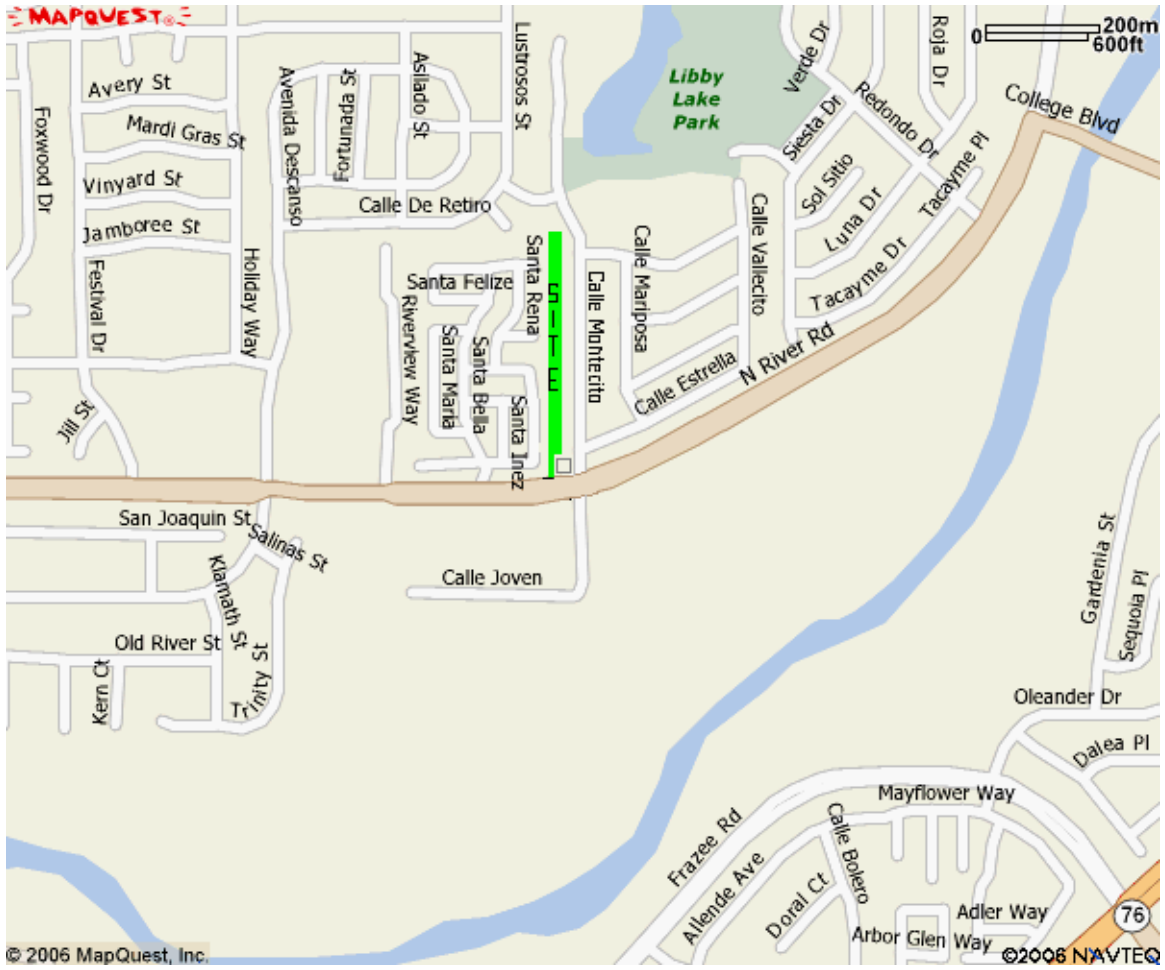 MAPQUEST®
0
200m
600ft
Lustrosos St
Verde Dr
Roja Dr
Avery St
Avenida Descanso
Fortunada St
Asilado St
Libby
Lake
Park
Siesta Dr
Redondo Dr
College Blvd
Foxwood Dr
Mardi Gras St
Vinyard St
Jamboree St
Calle De Retiro
Sol Sitio
Luna Dr
Tacayme Pl
Festival Dr
Holiday Way
Santa Felize
Santa Rena
SITE
Calle Montecito
Calle Mariposa
Calle Vallecito
Tacayme Dr
Riverview Way
Santa Maria
Santa Bella
Santa Inez
Calle Estrella
N River Rd
Jill St
San Joaquin St
Salinas St
Klamath St
Calle Joven
Gardenia St
Sequoia Pl
Old River St
Kern Ct
Trinity St
Oleander Dr
Dalea Pl
Mayflower Way
Frazee Rd
Allende Ave
Calle Bolero
Doral Ct
Adler Way
Arbor Glen Way
76
© 2006 MapQuest, Inc.
©2006 NAVTEQ